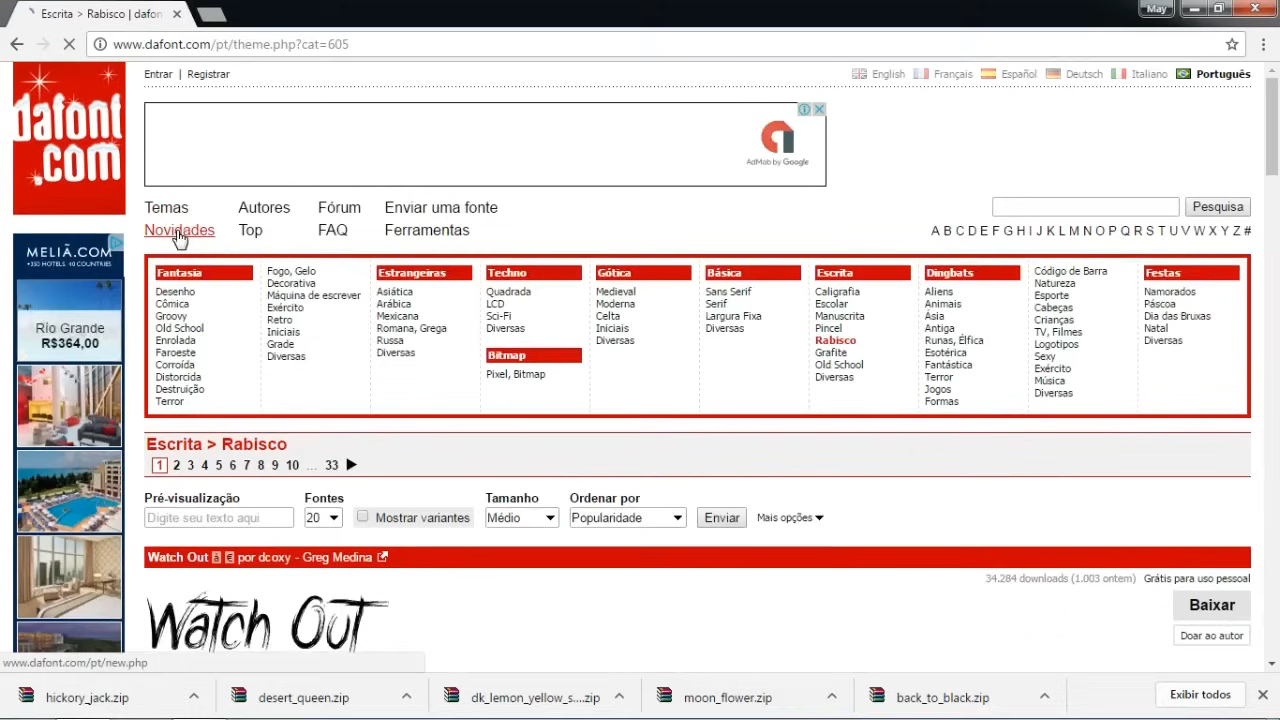 Escrita > Rabisco | dafon
May
www.dafont.com/pt/theme.php?cat=605
dafont
.com
Entrar | Registrar
English Français Español Deutsch Italiano Português
AdMob by Google
Temas Autores Fórum Enviar uma fonte
Pesquisa
Novidades Top FAQ Ferramentas
A B C D E F G H I J K L M N O P Q R S T U V W X Y Z #
MELIÃ.COM
+350 HOTELS 40 COUNTRIES
Rio Grande
R$364,00
Fantasia
Desenho
Cômica
Groovy
Old School
Enrolada
Faroeste
Corroída
Distorcida
Destruição
Terror
Fogo, Gelo
Decorativa
Máquina de escrever
Exército
Retro
Iniciais
Grade
Diversas
Estrangeiras
Asiática
Arábica
Mexicana
Romana, Grega
Russa
Diversas
Techno
Quadrada
LCD
Sci-Fi
Diversas
Bitmap
Pixel, Bitmap
Gótica
Medieval
Moderna
Celta
Iniciais
Diversas
Básica
Sans Serif
Serif
Largura Fixa
Diversas
Escrita
Caligrafia
Escolar
Manuscrita
Pincel
Rabisco
Grafite
Old School
Diversas
Dingbats
Aliens
Animais
Ásia
Antiga
Runas, Élfica
Esotérica
Fantástica
Terror
Jogos
Formas
Código de Barra
Natureza
Esporte
Cabeças
Crianças
TV, Filmes
Logotipos
Sexy
Exército
Música
Diversas
Festas
Namorados
Páscoa
Dia das Bruxas
Natal
Diversas
Escrita > Rabisco
1 2 3 4 5 6 7 8 9 10 ... 33
Pré-visualização Fontes Tamanho Ordenar por
Digite seu texto aqui 20 Mostrar variantes Médio Popularidade Enviar Mais opções
Watch Out à € por dcoxy - Greg Medina
34.284 downloads (1.003 ontem) Grátis para uso pessoal
Watch Out
Baixar
Doar ao autor
www.dafont.com/pt/new.php
hickory_jack.zip desert_queen.zip dk_lemon_yellow_s....zip moon_flower.zip back_to_black.zip Exibir todos